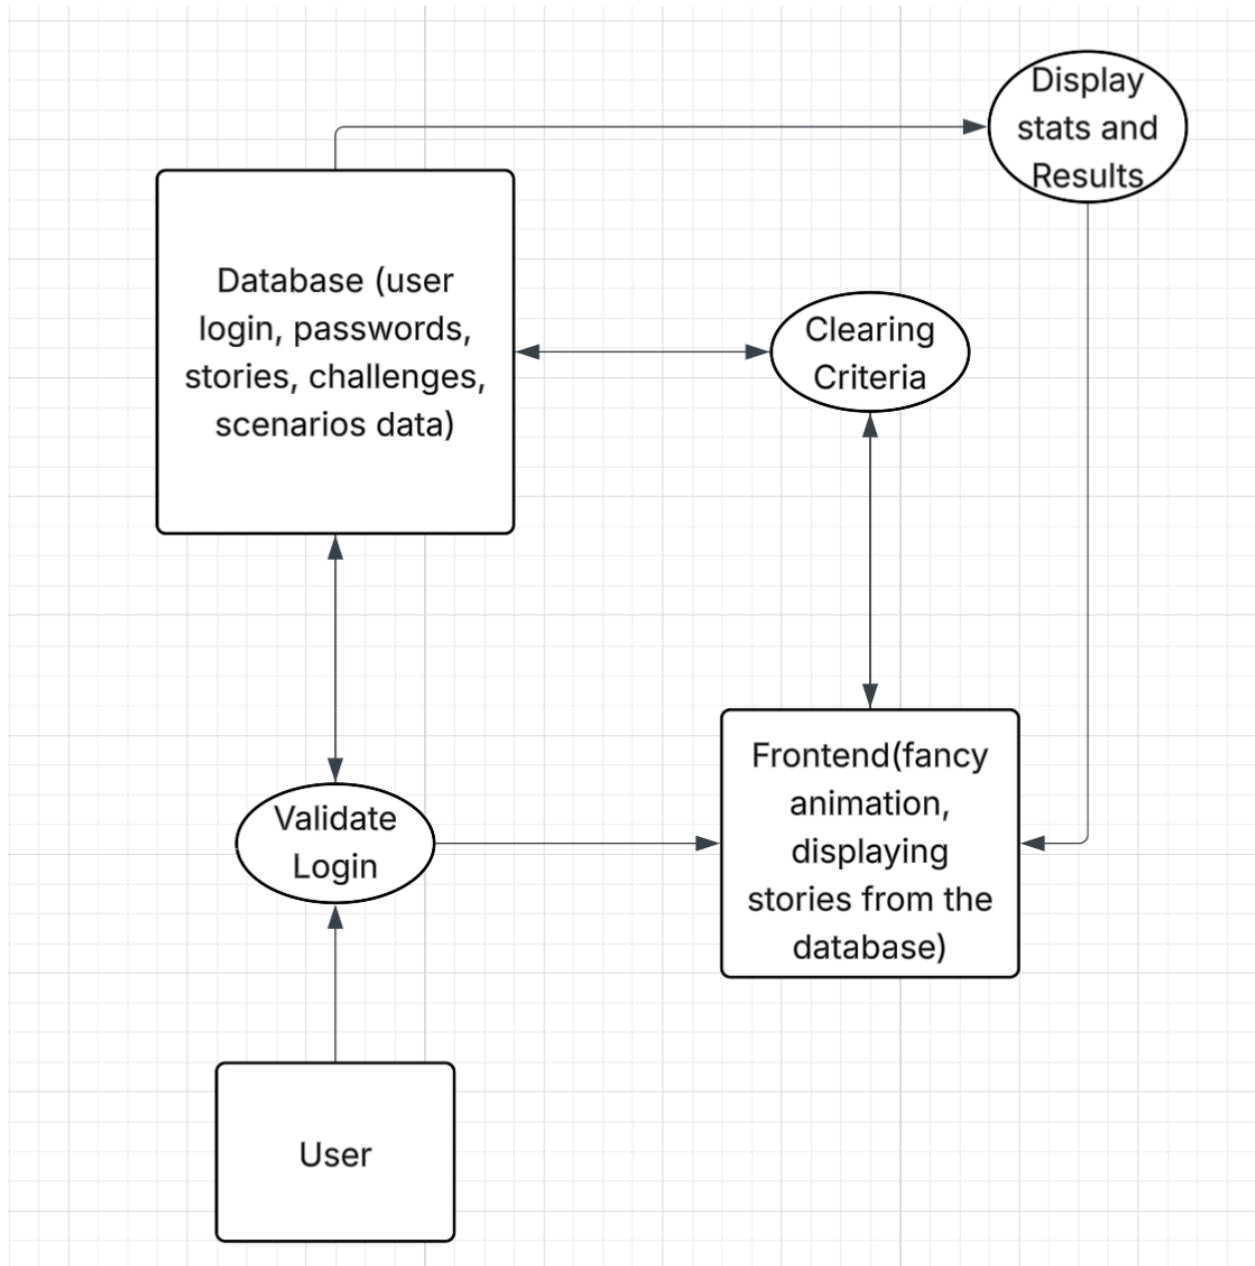 Display
stats and
Results
Database (user
login, passwords,
stories, challenges,
scenarios data)
Clearing
Criteria
Validate
Login
Frontend(fancy
animation,
displaying
stories from the
database)
User